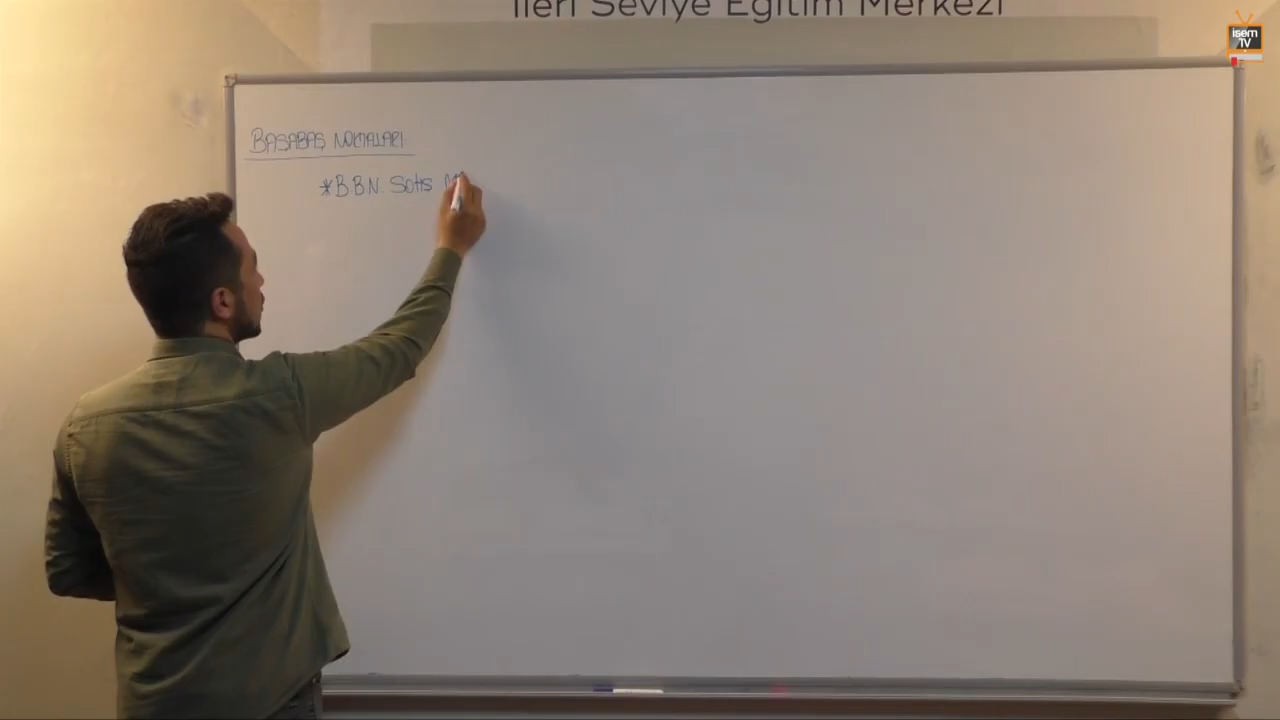 İleri Seviye Eğitim Merkezi
isem
TV
BAŞABAŞ NOKTALARI
*B.B.N. Satış